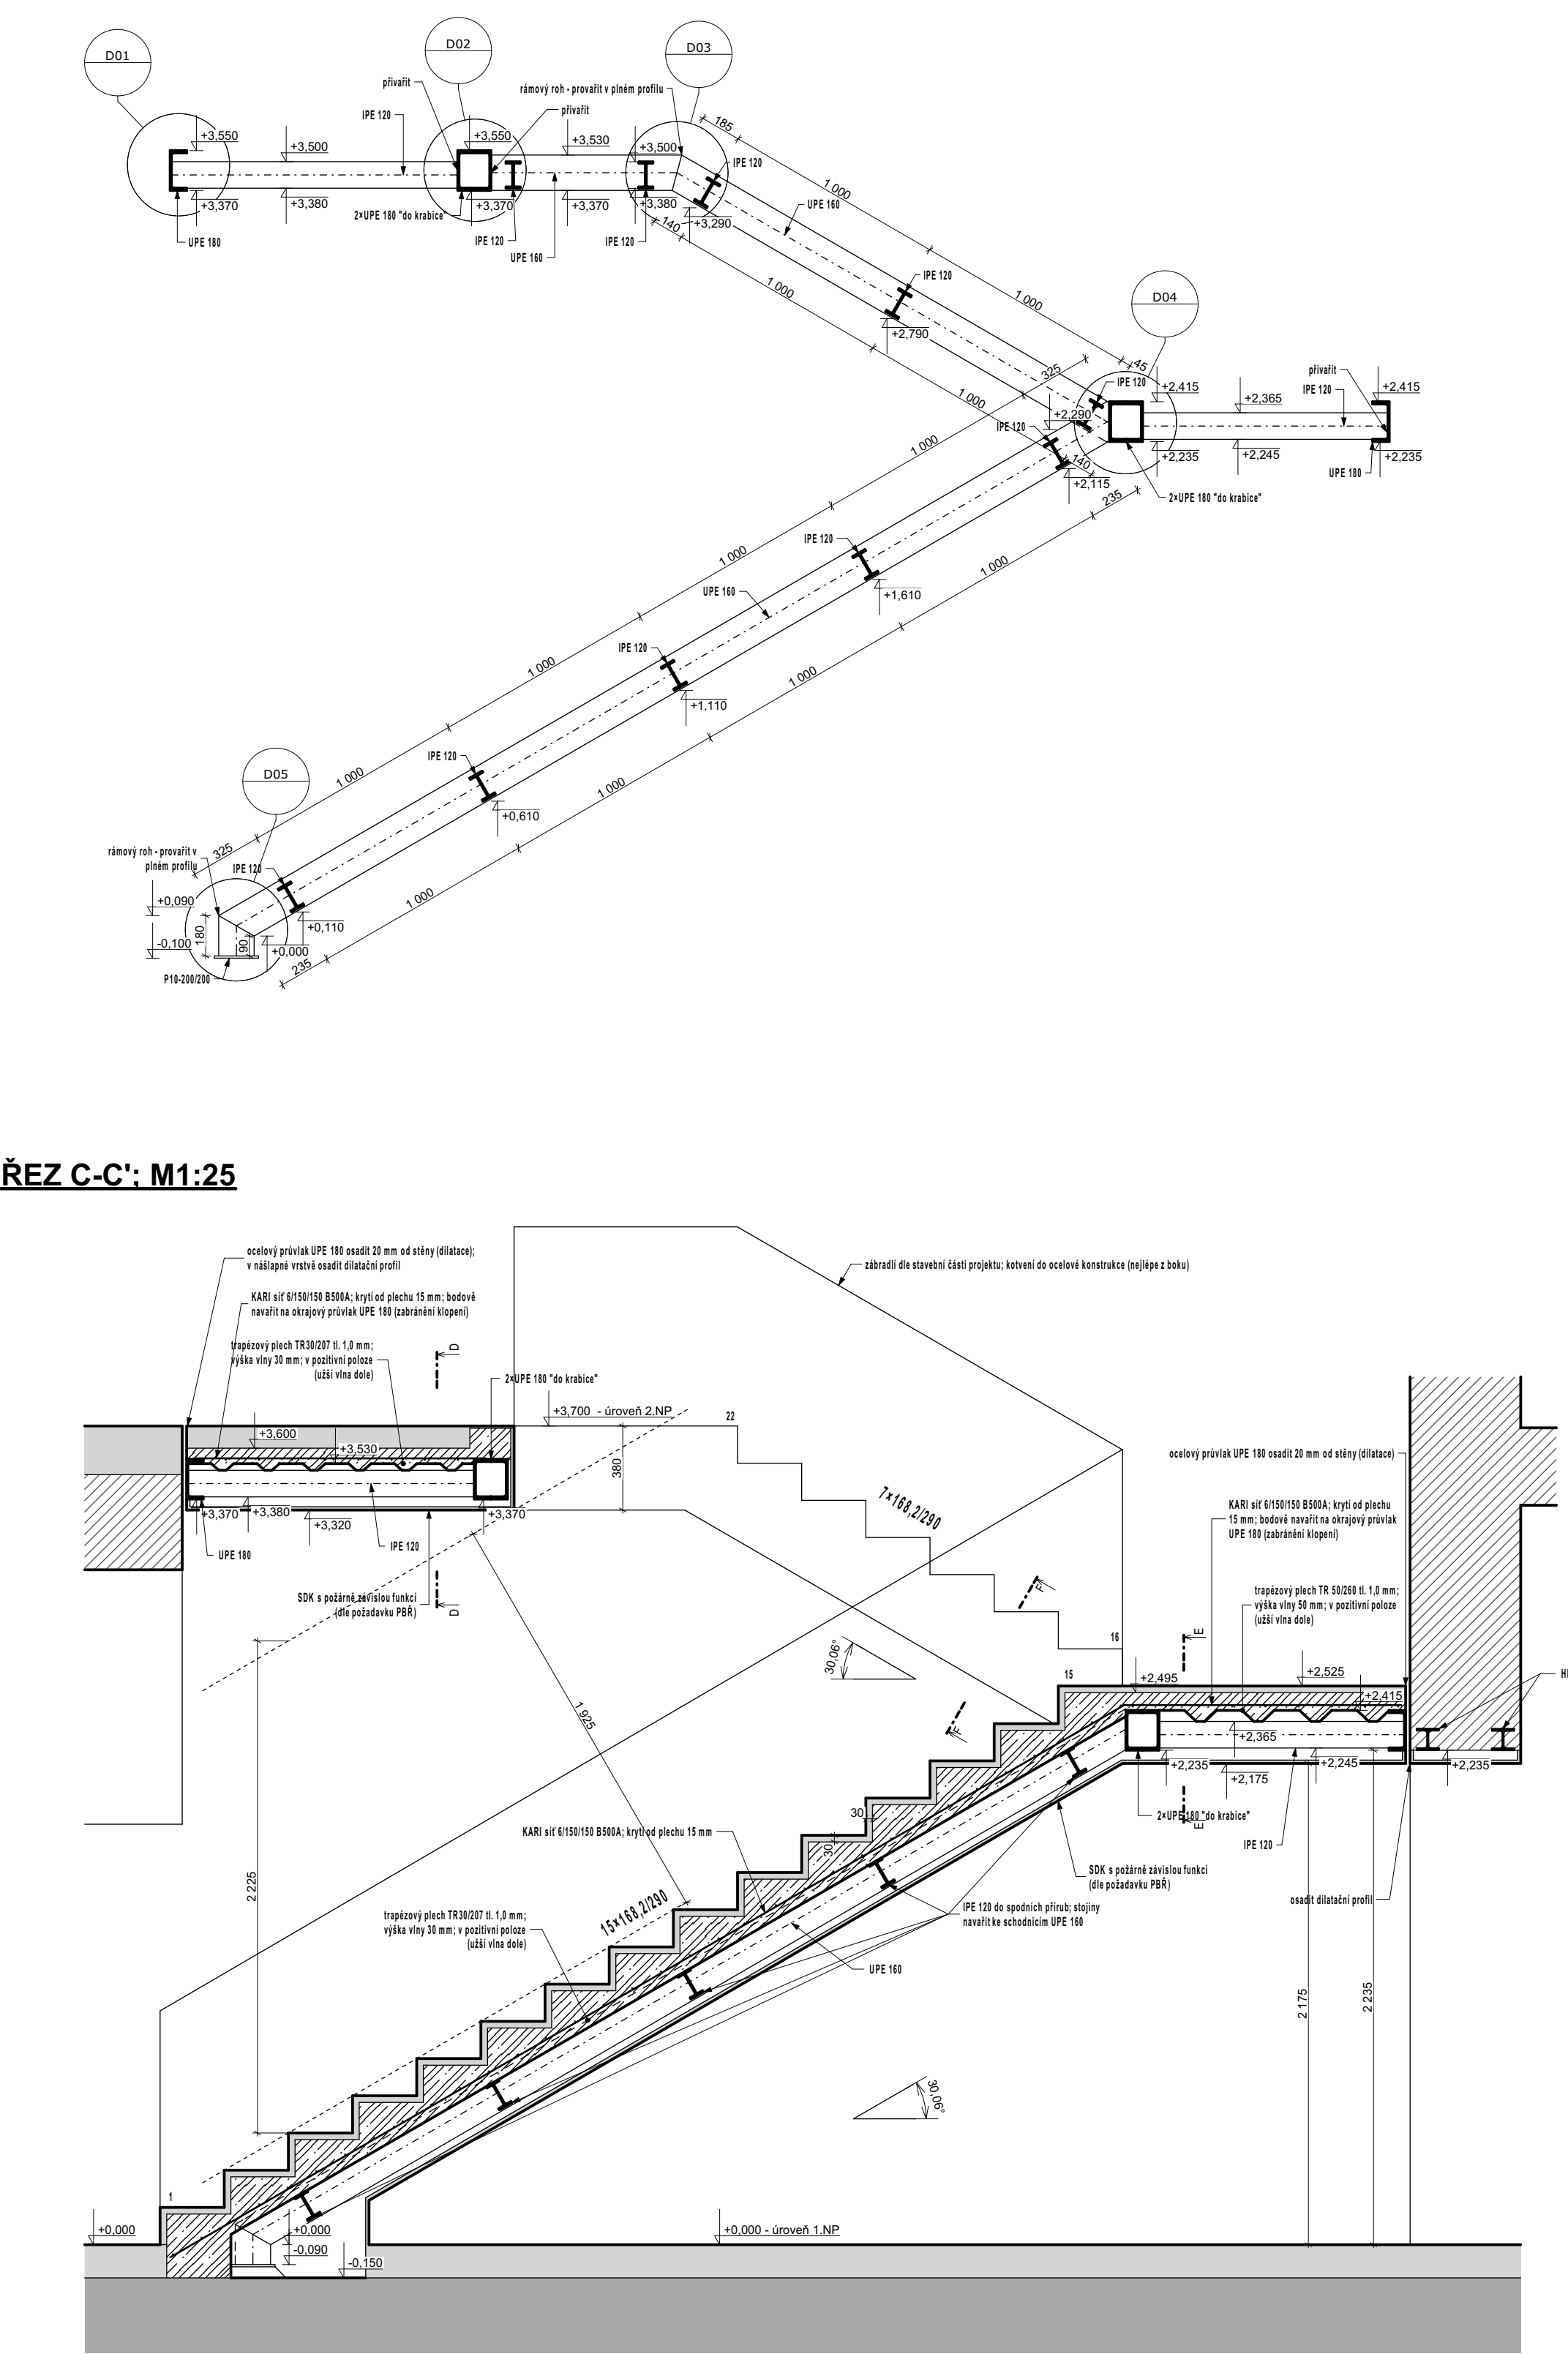 D01
D02
D03
přivařit
rámový roh - provařit v plném profilu
přivařit
IPE 120
185
+3,550
+3,500
+3,550
+3,530
+3,500
IPE 120
1 000
+3,370
+3,380
+3,370
+3,370
+3,380
UPE 160
2×UPE 180 "do krabice"
+3,290
140
UPE 180
IPE 120
UPE 160
IPE 120
IPE 120
1 000
1 000
D04
+2,790
325
45
přivařit
IPE 120
IPE 120
+2,415
+2,365
+2,415
1 000
+2,290
IPE 120
1 000
+2,235
+2,245
+2,235
140
UPE 180
+2,115
235
2×UPE 180 "do krabice"
IPE 120
1 000
1 000
UPE 160
+1,610
IPE 120
1 000
1 000
+1,110
IPE 120
D05
1 000
1 000
+0,610
rámový roh - provařit v
plném profilu
325
IPE 120
1 000
+0,090
+0,110
180
-0,100
90
+0,000
235
P10-200/200
ŘEZ C-C'; M1:25
ocelový průvlak UPE 180 osadit 20 mm od stěny (dilatace);
v nášlapné vrstvě osadit dilatační profil
zábradlí dle stavební části projektu; kotvení do ocelové konstrukce (nejlépe z boku)
KARI síť 6/150/150 B500A; krytí od plechu 15 mm; bodově
navařit na okrajový průvlak UPE 180 (zabránění klopení)
trapézový plech TR30/207 tl. 1,0 mm;
výška vlny 30 mm; v pozitivní poloze
(užší vlna dole)
D
2×UPE 180 "do krabice"
+3,700 - úroveň 2.NP
22
+3,600
+3,530
380
ocelový průvlak UPE 180 osadit 20 mm od stěny (dilatace)
+3,370
+3,380
+3,320
+3,370
7×168,2/290
KARI síť 6/150/150 B500A; krytí od plechu
15 mm; bodově navařit na okrajový průvlak
UPE 180 (zabránění klopení)
UPE 180
IPE 120
SDK s požárně závislou funkcí
(dle požadavku PBŘ)
D
F
trapézový plech TR 50/260 tl. 1,0 mm;
výška vlny 50 mm; v pozitivní poloze
(užší vlna dole)
30,06°
16
E
15
+2,495
+2,525
+2,415
1 925
F
+2,365
+2,235
+2,245
+2,235
+2,175
30
KARI síť 6/150/150 B500A; krytí od plechu 15 mm
30
2×UPE 180 "do krabice"
E
IPE 120
SDK s požárně závislou funkcí
(dle požadavku PBŘ)
2 225
osadit dilatační profil
15×168,2/290
IPE 120 do spodních přírub; stojiny
navařit ke schodnicím UPE 160
trapézový plech TR30/207 tl. 1,0 mm;
výška vlny 30 mm; v pozitivní poloze
(užší vlna dole)
UPE 160
2 175
2 235
30,06°
1
+0,000
+0,000
+0,000 - úroveň 1.NP
-0,090
-0,150